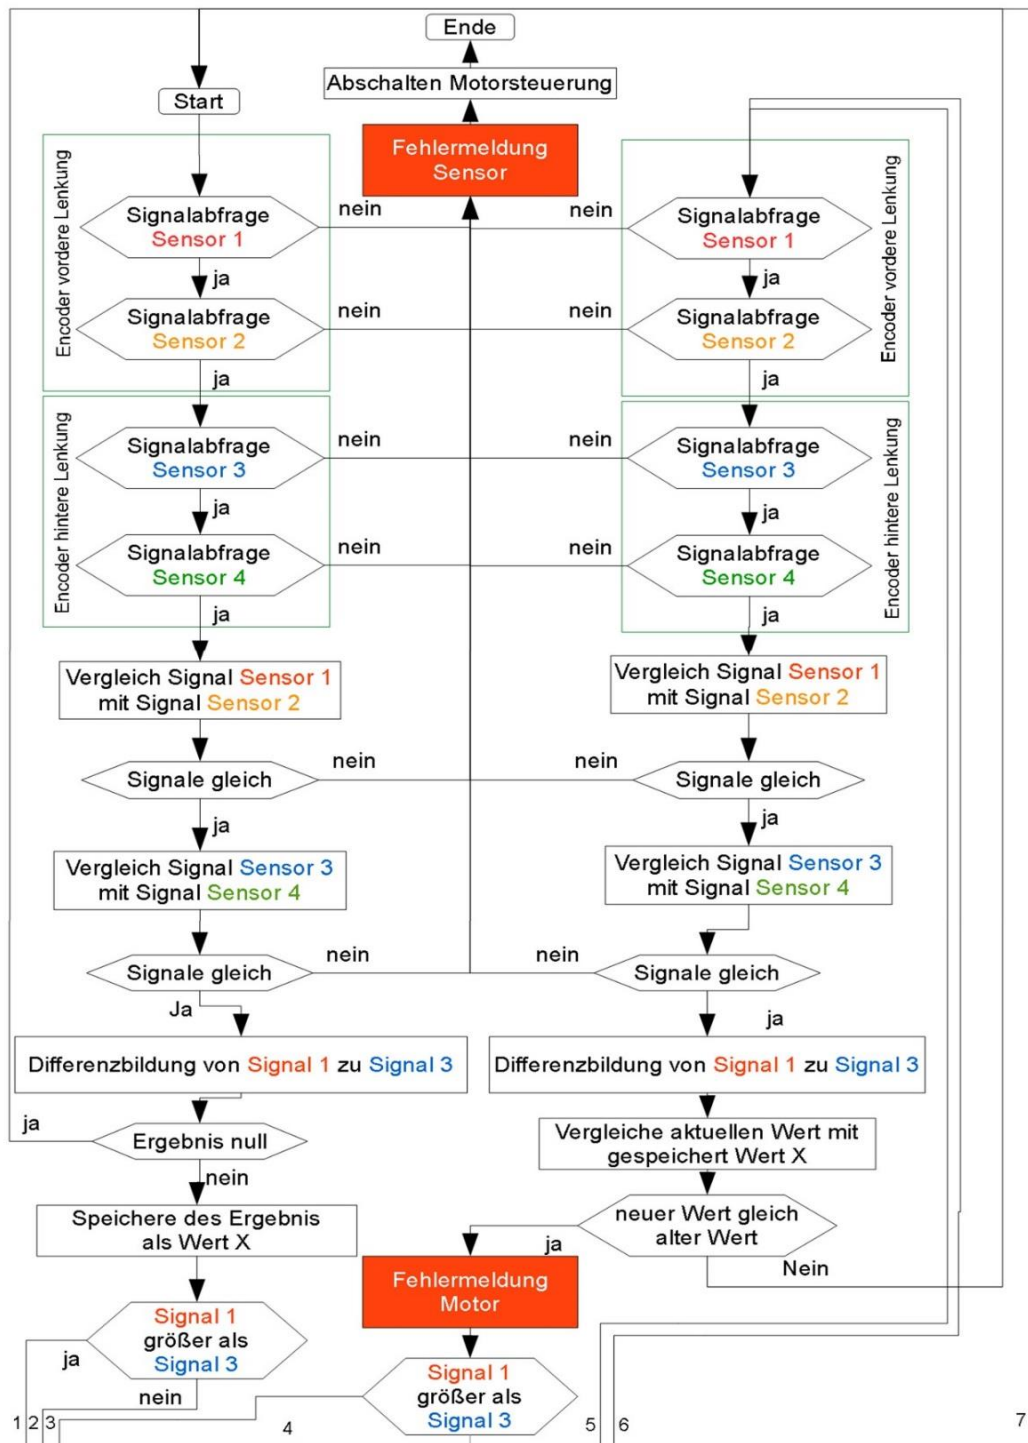 Ende
Abschalten Motorsteuerung
Fehlermeldung
Sensor
Start
Encoder vordere Lenkung
Signalabfrage
Sensor 1
nein
ja
Signalabfrage
Sensor 2
nein
ja
Encoder hintere Lenkung
Signalabfrage
Sensor 3
nein
ja
Signalabfrage
Sensor 4
nein
ja
Vergleich Signal Sensor 1
mit Signal Sensor 2
Signale gleich
nein
ja
Vergleich Signal Sensor 3
mit Signal Sensor 4
Signale gleich
nein
Ja
Differenzbildung von Signal 1 zu Signal 3
ja
Ergebnis null
nein
Speichere des Ergebnis
als Wert X
Signal 1
größer als
Signal 3
ja
nein
Encoder vordere Lenkung
nein
Signalabfrage
Sensor 1
ja
nein
Signalabfrage
Sensor 2
ja
Encoder hintere Lenkung
nein
Signalabfrage
Sensor 3
ja
nein
Signalabfrage
Sensor 4
ja
Vergleich Signal Sensor 1
mit Signal Sensor 2
nein
Signale gleich
ja
Vergleich Signal Sensor 3
mit Signal Sensor 4
nein
Signale gleich
ja
Differenzbildung von Signal 1 zu Signal 3
Vergleiche aktuellen Wert mit
gespeichert Wert X
neuer Wert gleich
alter Wert
ja
Nein
Fehlermeldung
Motor
Signal 1
größer als
Signal 3
1 2 3 4 5 6 7